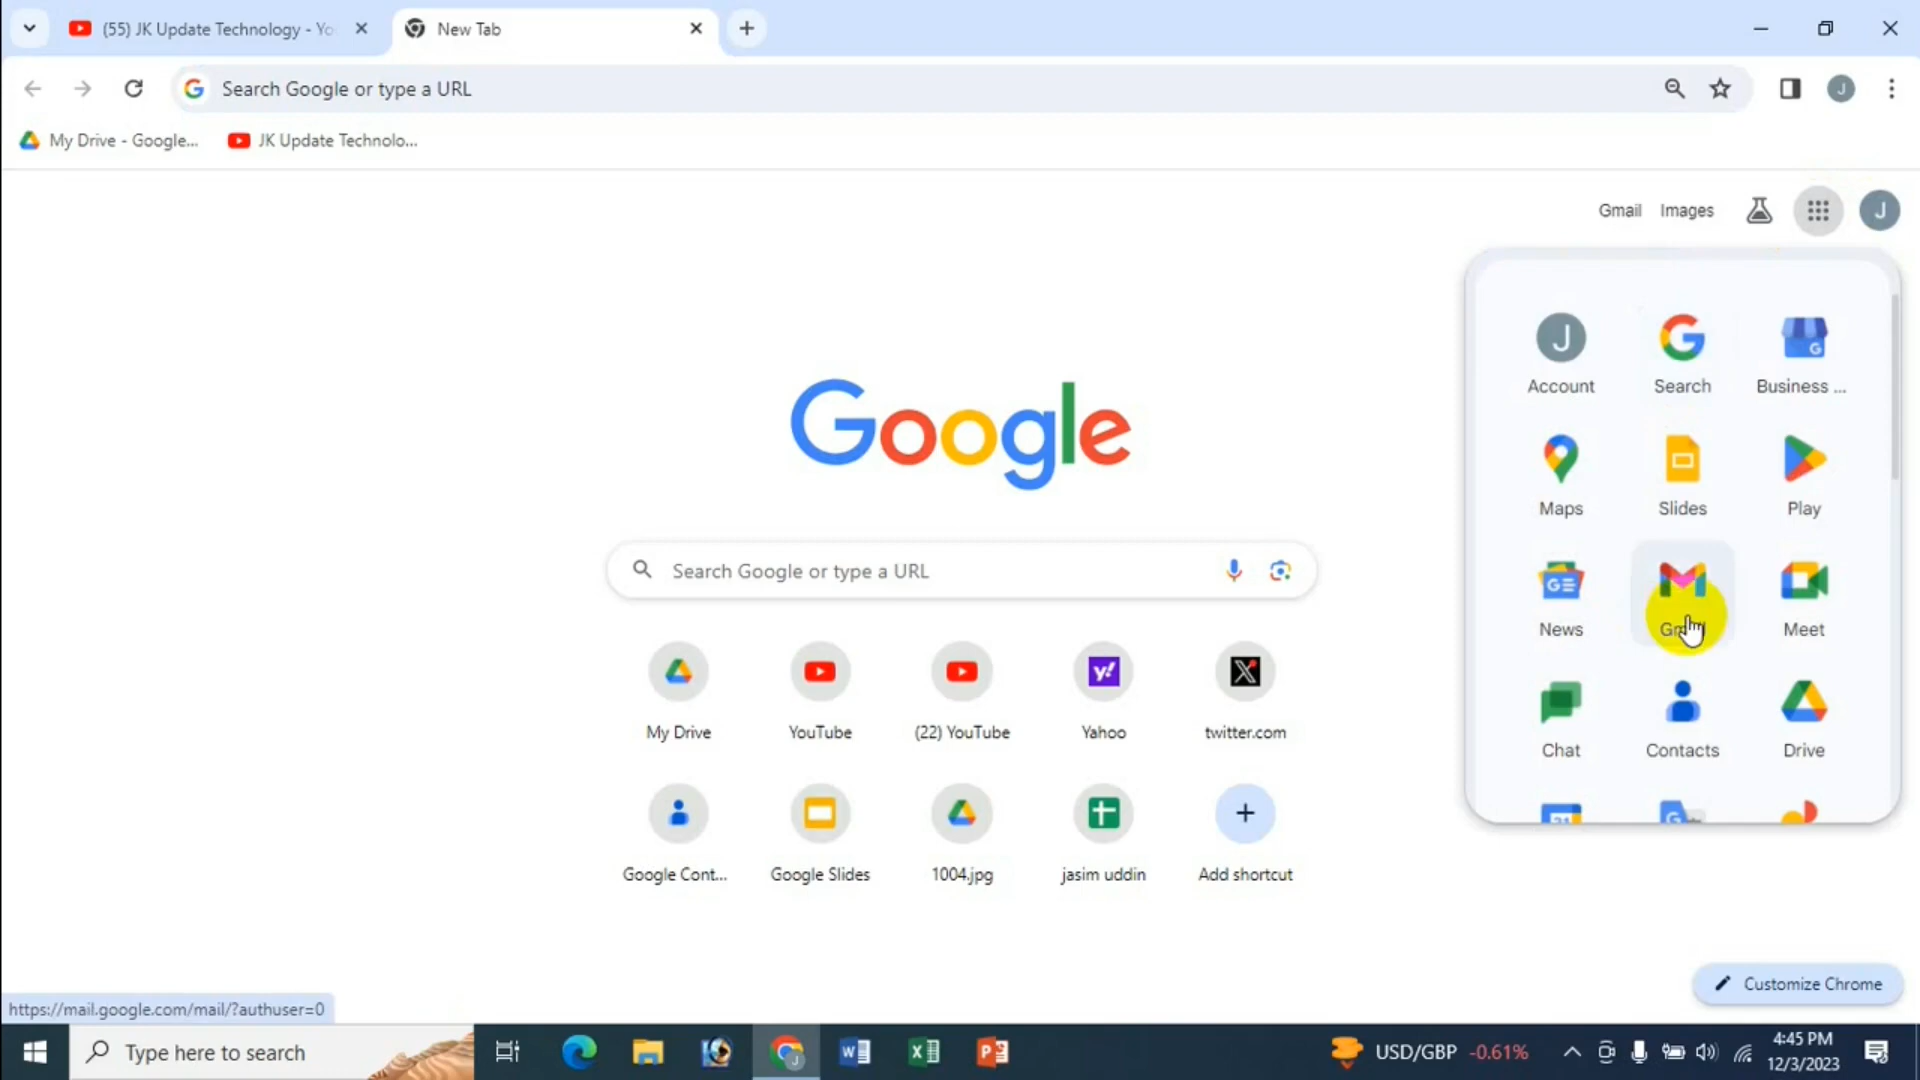 (55) JK Update Technology - Yo
New Tab
Search Google or type a URL
J
My Drive - Google...
JK Update Technolo...
Gmail
Images
J
J
Account
Search
Business ...
Maps
Slides
Play
News
Meet
Chat
Contacts
Drive
Google
Search Google or type a URL
My Drive
YouTube
(22) YouTube
Yahoo
twitter.com
Google Cont...
Google Slides
1004.jpg
jasim uddin
Add shortcut
Customize Chrome
https://mail.google.com/mail/?authuser=0
Type here to search
USD/GBP -0.61%
4:45 PM
12/3/2023